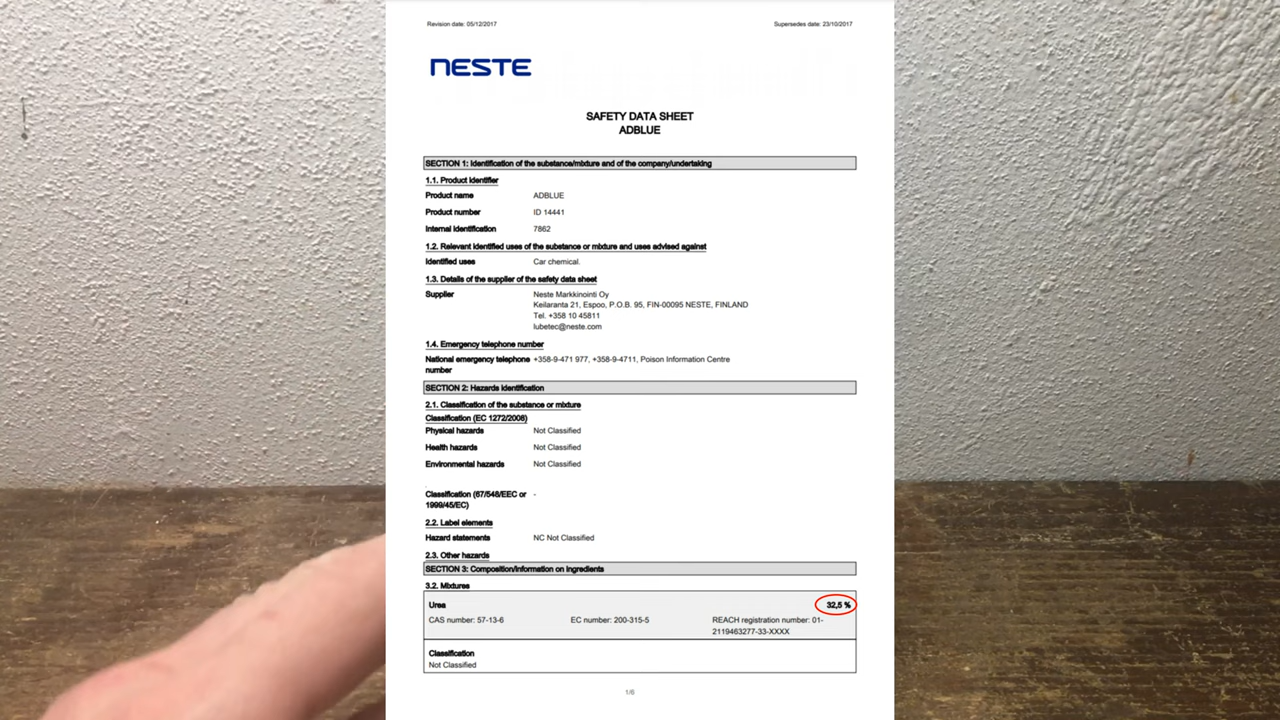 Revision date: 05/12/2017 Supersedes date: 23/10/2017
NESTE
SAFETY DATA SHEET
ADBLUE
SECTION 1: Identification of the substance/mixture and of the company/undertaking
1.1. Product identifier
Product name ADBLUE
Product number ID 14441
Internal identification 7862
1.2. Relevant identified uses of the substance or mixture and uses advised against
Identified uses Car chemical.
1.3. Details of the supplier of the safety data sheet
Supplier Neste Markkinointi Oy
Keilaranta 21, Espoo, P.O.B. 95, FIN-00095 NESTE, FINLAND
Tel. +358 10 45811
lubetec@neste.com
1.4. Emergency telephone number
National emergency telephone +358-9-471 977, +358-9-4711, Poison Information Centre
number
SECTION 2: Hazards identification
2.1. Classification of the substance or mixture
Classification (EC 1272/2008)
Physical hazards Not Classified
Health hazards Not Classified
Environmental hazards Not Classified
Classification (67/548/EEC or -
1999/45/EC)
2.2. Label elements
Hazard statements NC Not Classified
2.3. Other hazards
SECTION 3: Composition/information on ingredients
3.2. Mixtures
Urea 32,5 %
CAS number: 57-13-6 EC number: 200-315-5 REACH registration number: 01-
2119463277-33-XXXX
Classification
Not Classified
1/6